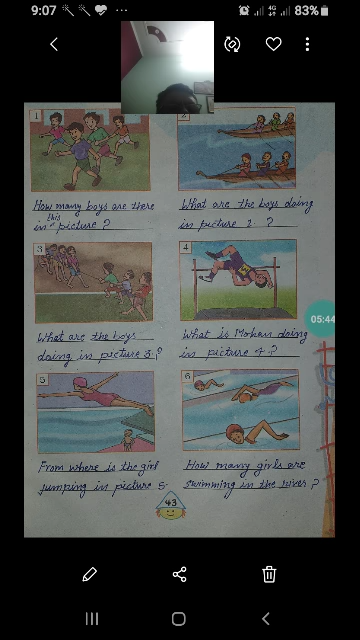 9:07
83%
1
2
How many boys are there
this
in picture ?
What are the boys doing
in picture 2. ?
3
4
What are the boys
doing in picture 3.?
What is Mohan doing
in picture 4 ?
05:44
5
6
From where is the girl
jumping in picture 5.
How many girls are
swimming in the river ?
43